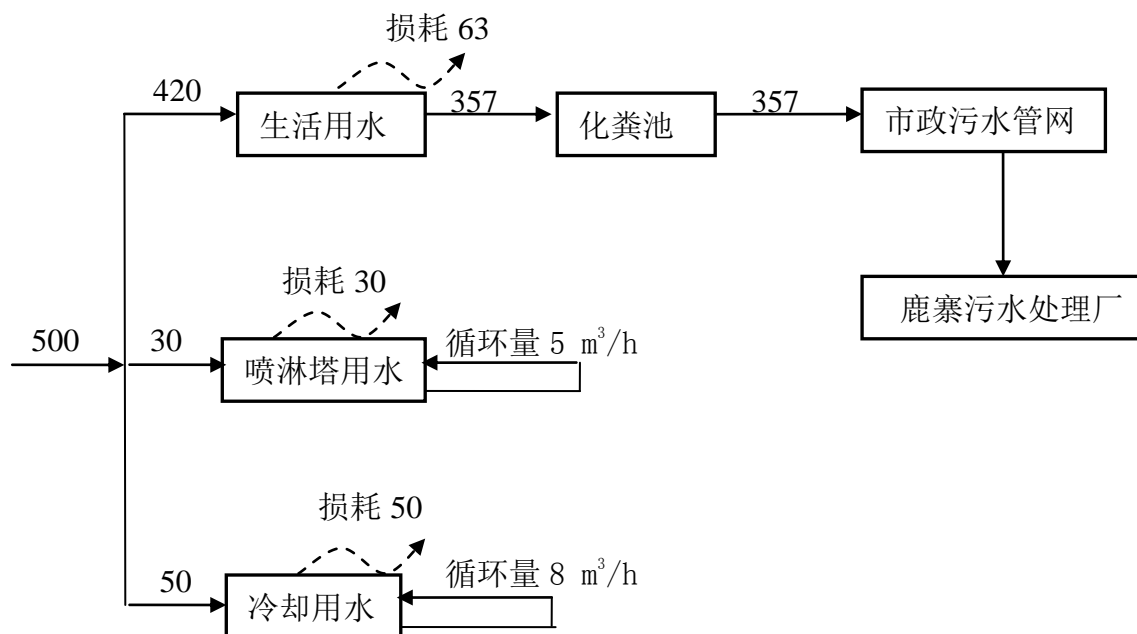 损耗 63
420
生活用水
357
化粪池
357
市政污水管网
鹿寨污水处理厂
损耗 30
500
30
喷淋塔用水
循环量 5 m³/h
损耗 50
50
冷却用水
循环量 8 m³/h